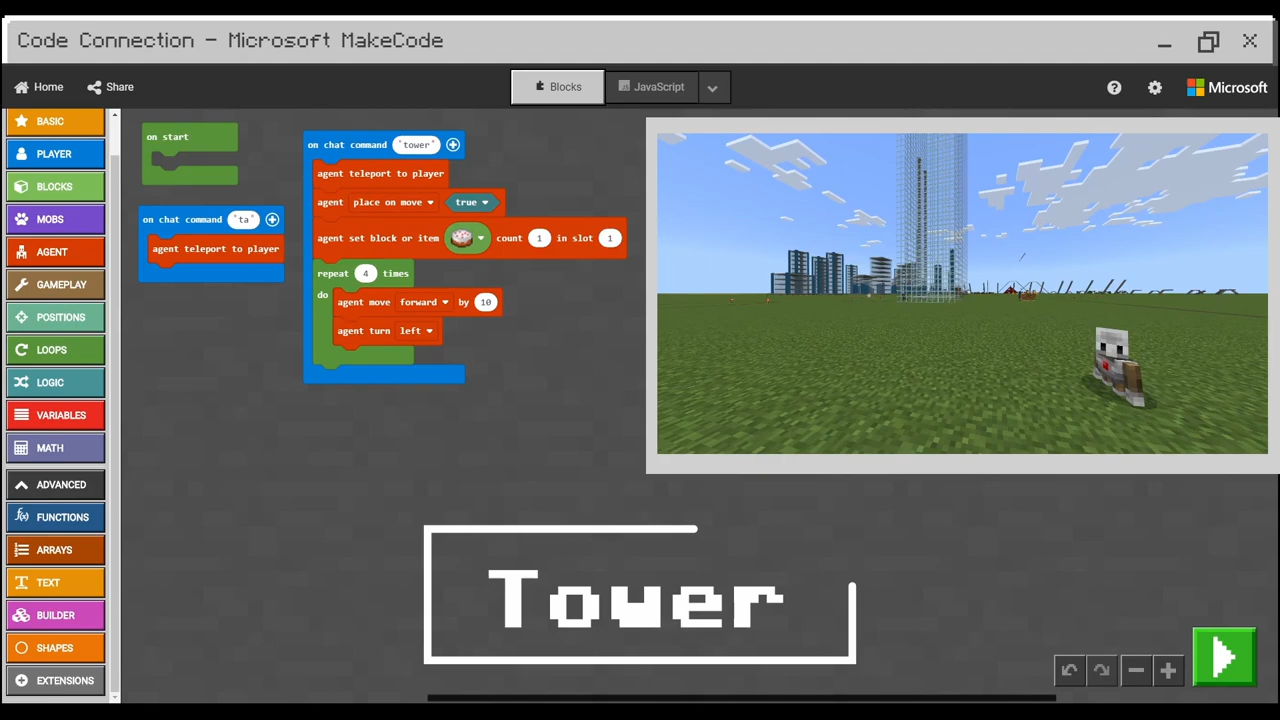 Code Connection - Microsoft MakeCode
Home
Share
Blocks
JavaScript
Microsoft
BASIC
PLAYER
BLOCKS
MOBS
AGENT
GAMEPLAY
POSITIONS
LOOPS
LOGIC
VARIABLES
MATH
ADVANCED
FUNCTIONS
ARRAYS
TEXT
BUILDER
SHAPES
EXTENSIONS
on start
on chat command "ta"
agent teleport to player
on chat command "tower"
agent teleport to player
agent place on move true
agent set block or item count 1 in slot 1
repeat 4 times
do
agent move forward by 10
agent turn left
Tower